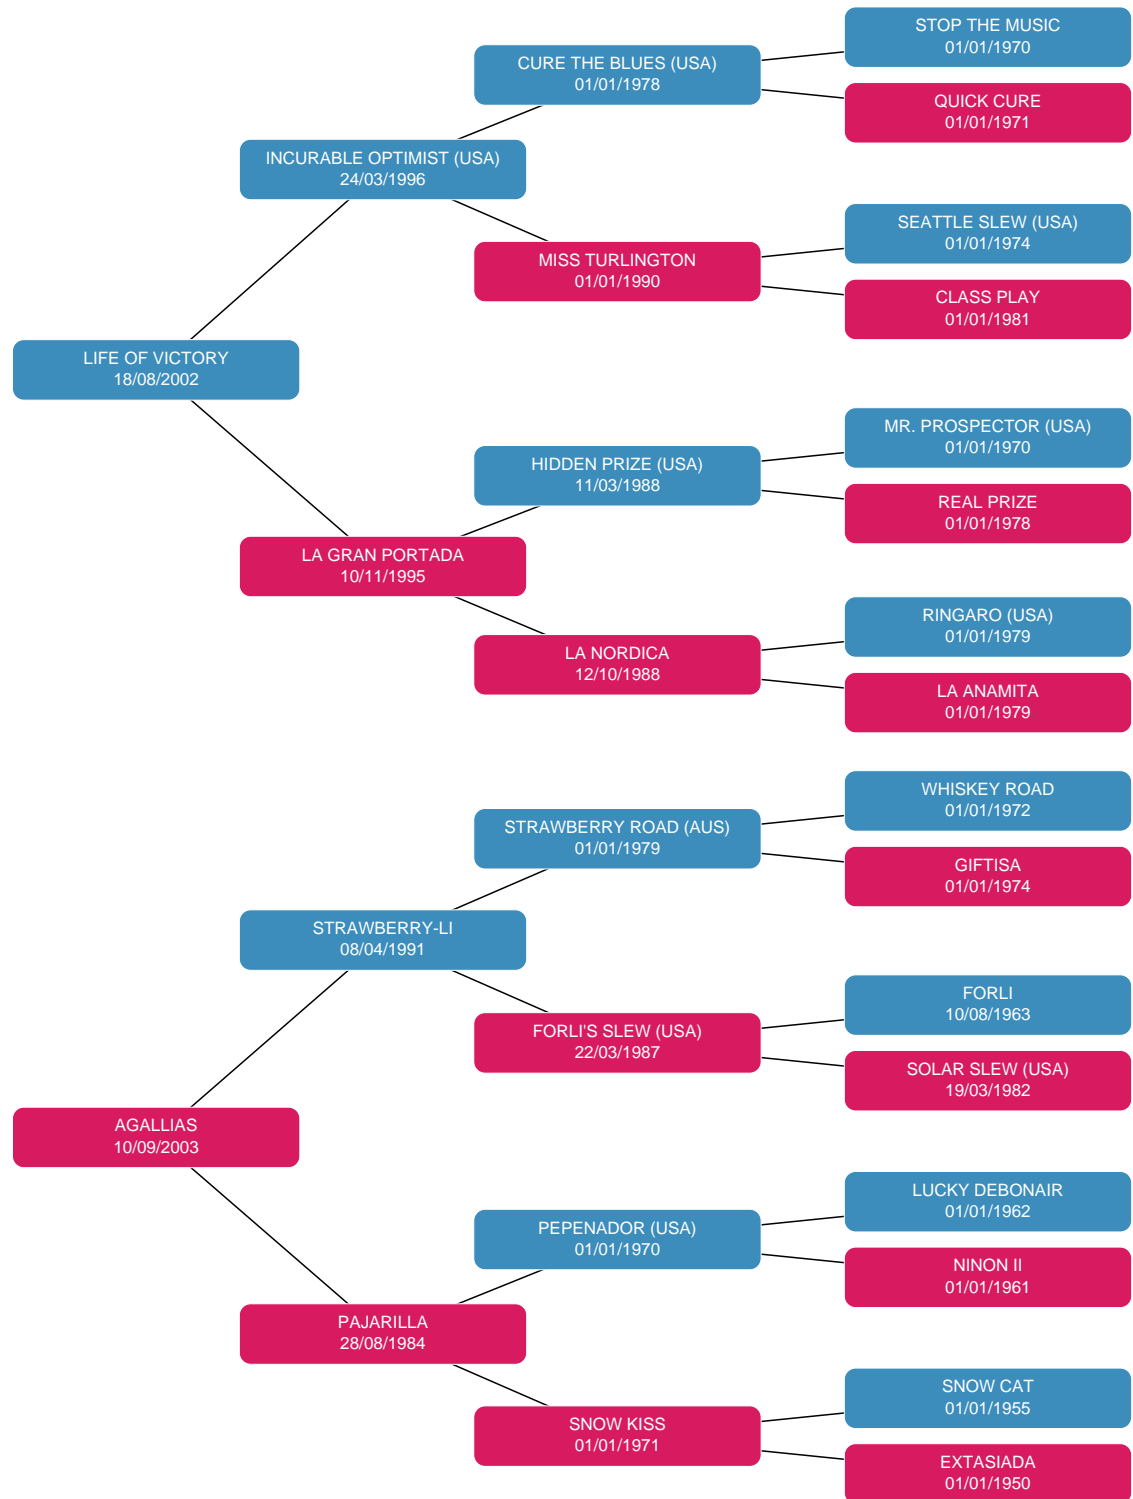 STOP THE MUSIC
01/01/1970
CURE THE BLUES (USA)
01/01/1978
QUICK CURE
01/01/1971
INCURABLE OPTIMIST (USA)
24/03/1996
SEATTLE SLEW (USA)
01/01/1974
MISS TURLINGTON
01/01/1990
CLASS PLAY
01/01/1981
LIFE OF VICTORY
18/08/2002
MR. PROSPECTOR (USA)
01/01/1970
HIDDEN PRIZE (USA)
11/03/1988
REAL PRIZE
01/01/1978
LA GRAN PORTADA
10/11/1995
RINGARO (USA)
01/01/1979
LA NORDICA
12/10/1988
LA ANAMITA
01/01/1979
WHISKEY ROAD
01/01/1972
STRAWBERRY ROAD (AUS)
01/01/1979
GIFTISA
01/01/1974
STRAWBERRY-LI
08/04/1991
FORLI
10/08/1963
FORLI'S SLEW (USA)
22/03/1987
SOLAR SLEW (USA)
19/03/1982
AGALLIAS
10/09/2003
LUCKY DEBONAIR
01/01/1962
PEPENADOR (USA)
01/01/1970
NINON II
01/01/1961
PAJARILLA
28/08/1984
SNOW CAT
01/01/1955
SNOW KISS
01/01/1971
EXTASIADA
01/01/1950